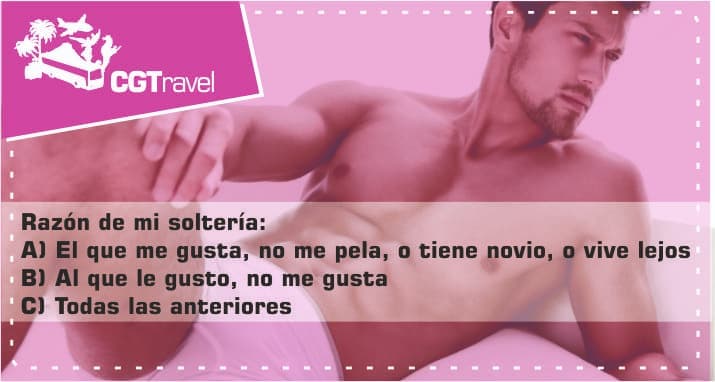 CGTravel
Razón de mi soltería:
A) El que me gusta, no me pela, o tiene novio, o vive lejos
B) Al que le gusto, no me gusta
C) Todas las anteriores